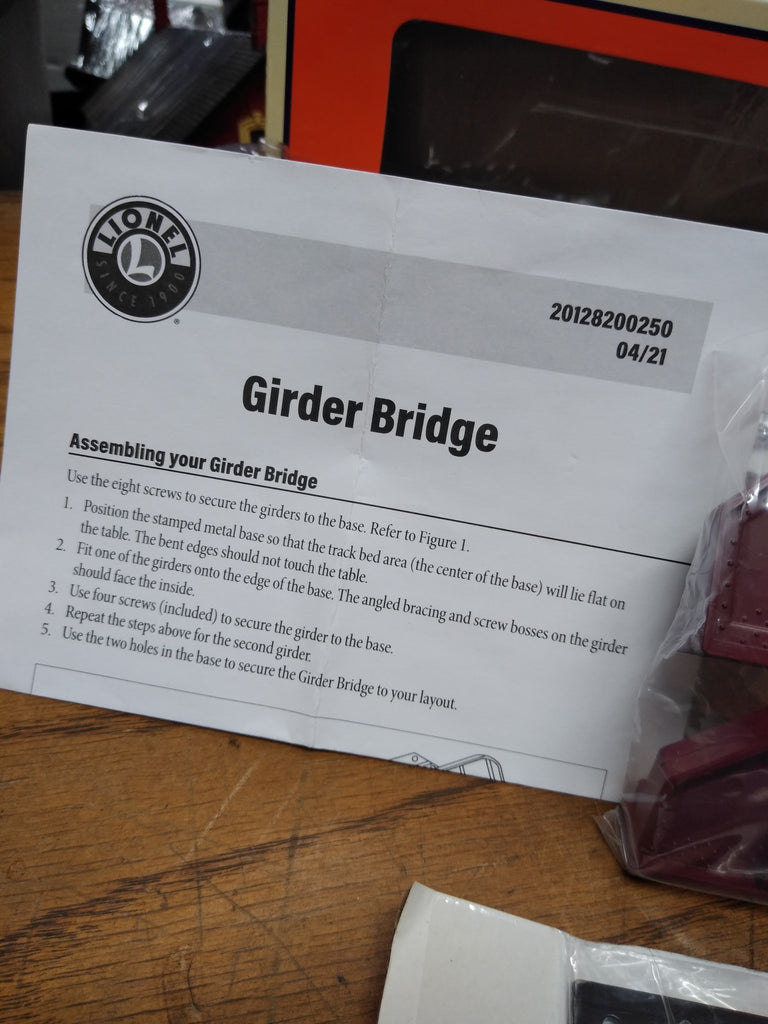 LIONEL
L
SINCE 1900
®
20128200250
04/21
Girder Bridge
Assembling your Girder Bridge
Use the eight screws to secure the girders to the base. Refer to Figure 1.
1. Position the stamped metal base so that the track bed area (the center of the base) will lie flat on
the table. The bent edges should not touch the table.
2. Fit one of the girders onto the edge of the base. The angled bracing and screw bosses on the girder
should face the inside.
3. Use four screws (included) to secure the girder to the base.
4. Repeat the steps above for the second girder.
5. Use the two holes in the base to secure the Girder Bridge to your layout.